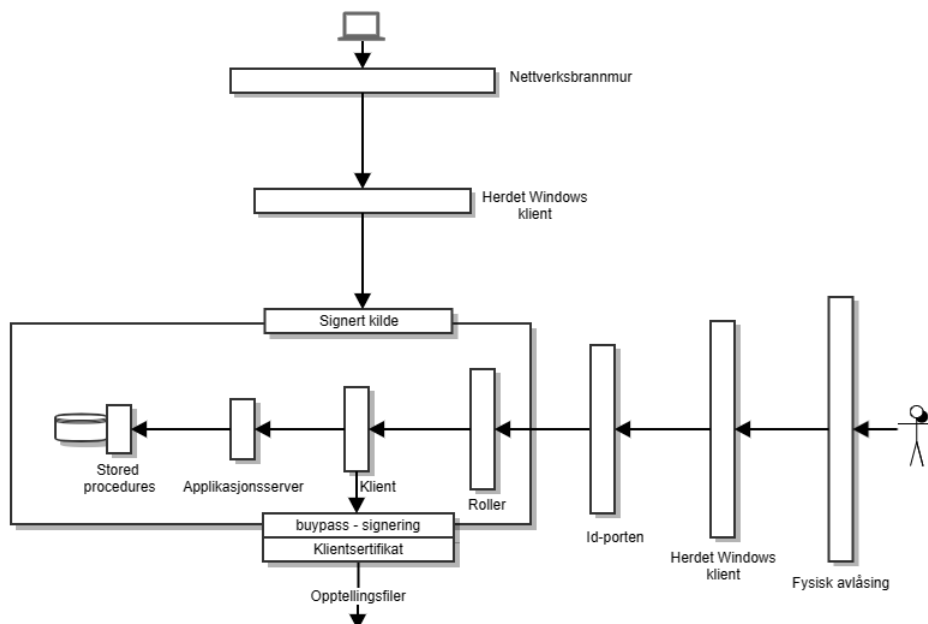 Nettverksbrannmur
Herdet Windows
klient
Signert kilde
Stored
procedures
Applikasjonsserver
Klient
Roller
buypass - signering
Klientsertifikat
Id-porten
Herdet Windows
klient
Fysisk avlåsing
Opptellingsfiler